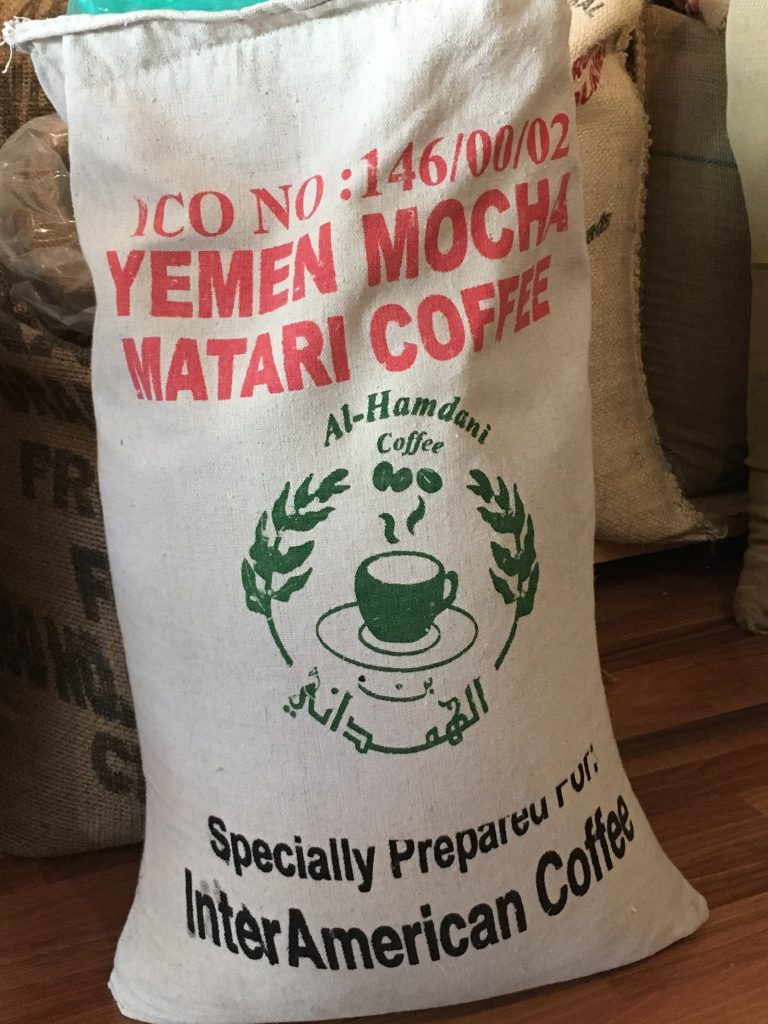 ICO NO :146/00/02
YEMEN MOCHA
MATARI COFFEE
Al-Hamdani
Coffee
بن
الهمداني
Specially Prepared For:
InterAmerican Coffee
FR